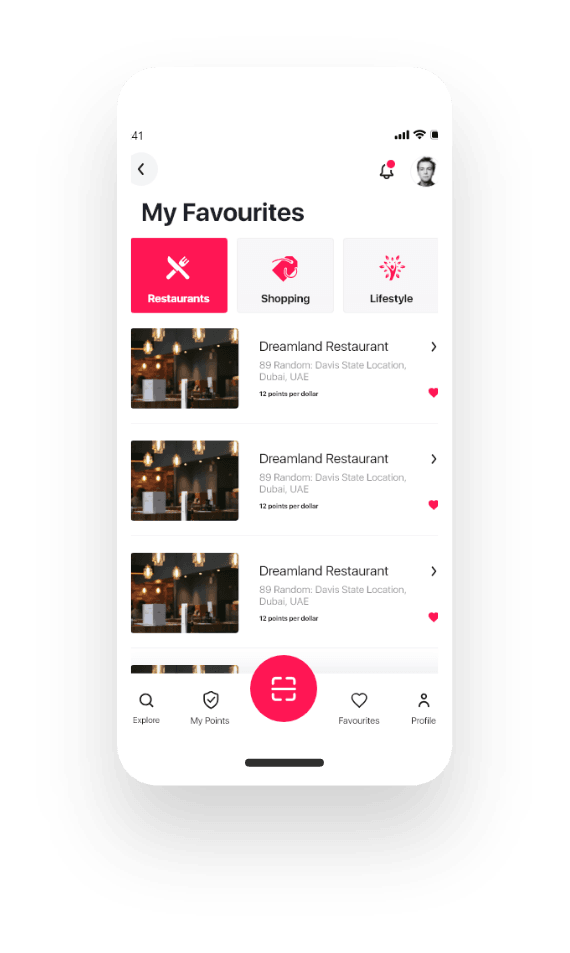 41
My Favourites
Restaurants
Shopping
Lifestyle
Dreamland Restaurant
89 Random: Davis State Location,
Dubai, UAE
12 points per dollar
Dreamland Restaurant
89 Random: Davis State Location,
Dubai, UAE
12 points per dollar
Dreamland Restaurant
89 Random: Davis State Location,
Dubai, UAE
12 points per dollar
Explore
My Points
Favourites
Profile